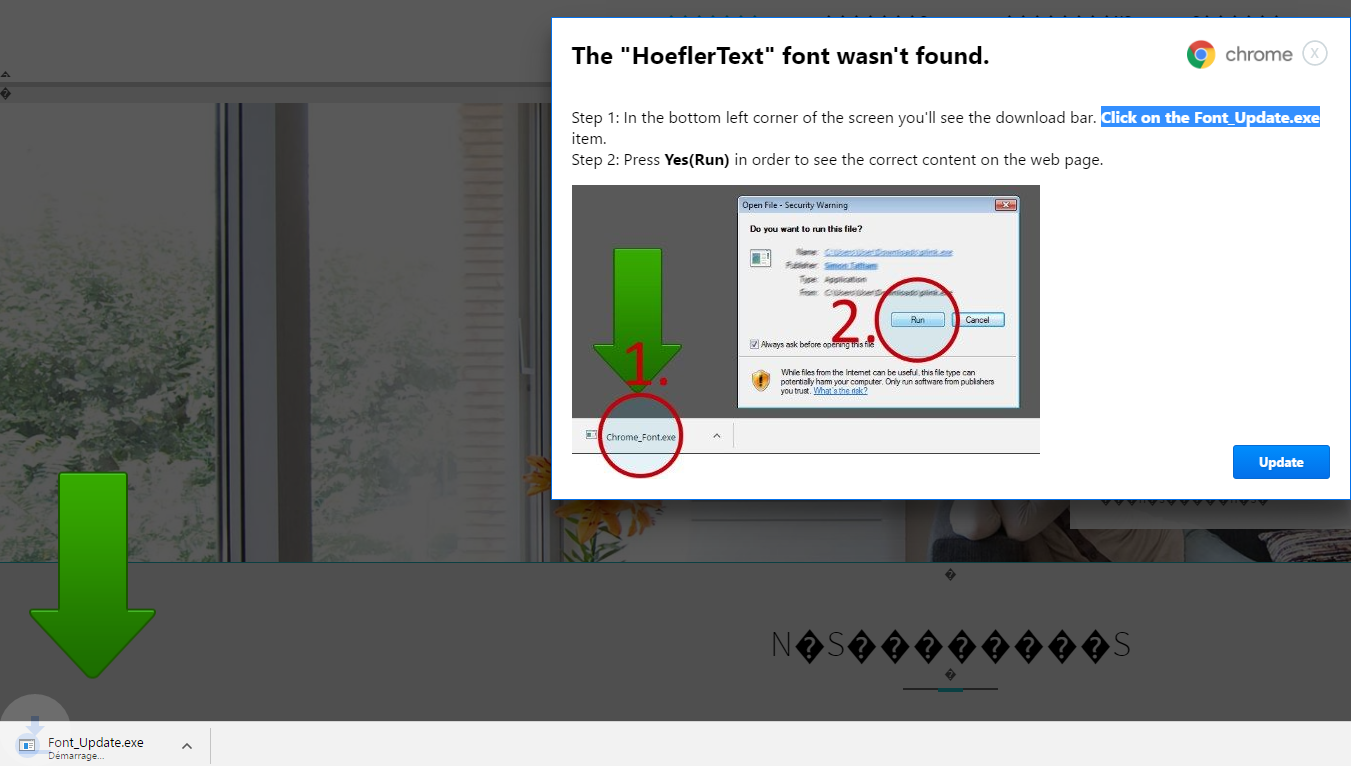 The "HoeflerText" font wasn't found.
chrome
X
Step 1: In the bottom left corner of the screen you'll see the download bar. Click on the Font_Update.exe
item.
Step 2: Press Yes(Run) in order to see the correct content on the web page.
Open File - Security Warning
Do you want to run this file?
Name: C:\Users\User\Downloads\plink.exe
Publisher: Simon Tatham
Type: Application
From: C:\Users\User\Downloads\plink.exe
2.
Run
Cancel
Always ask before opening this file
1.
While files from the Internet can be useful, this file type can
potentially harm your computer. Only run software from publishers
you trust. What's the risk?
Chrome_Font.exe
Update
N�S���������S
Font_Update.exe
Démarrage...